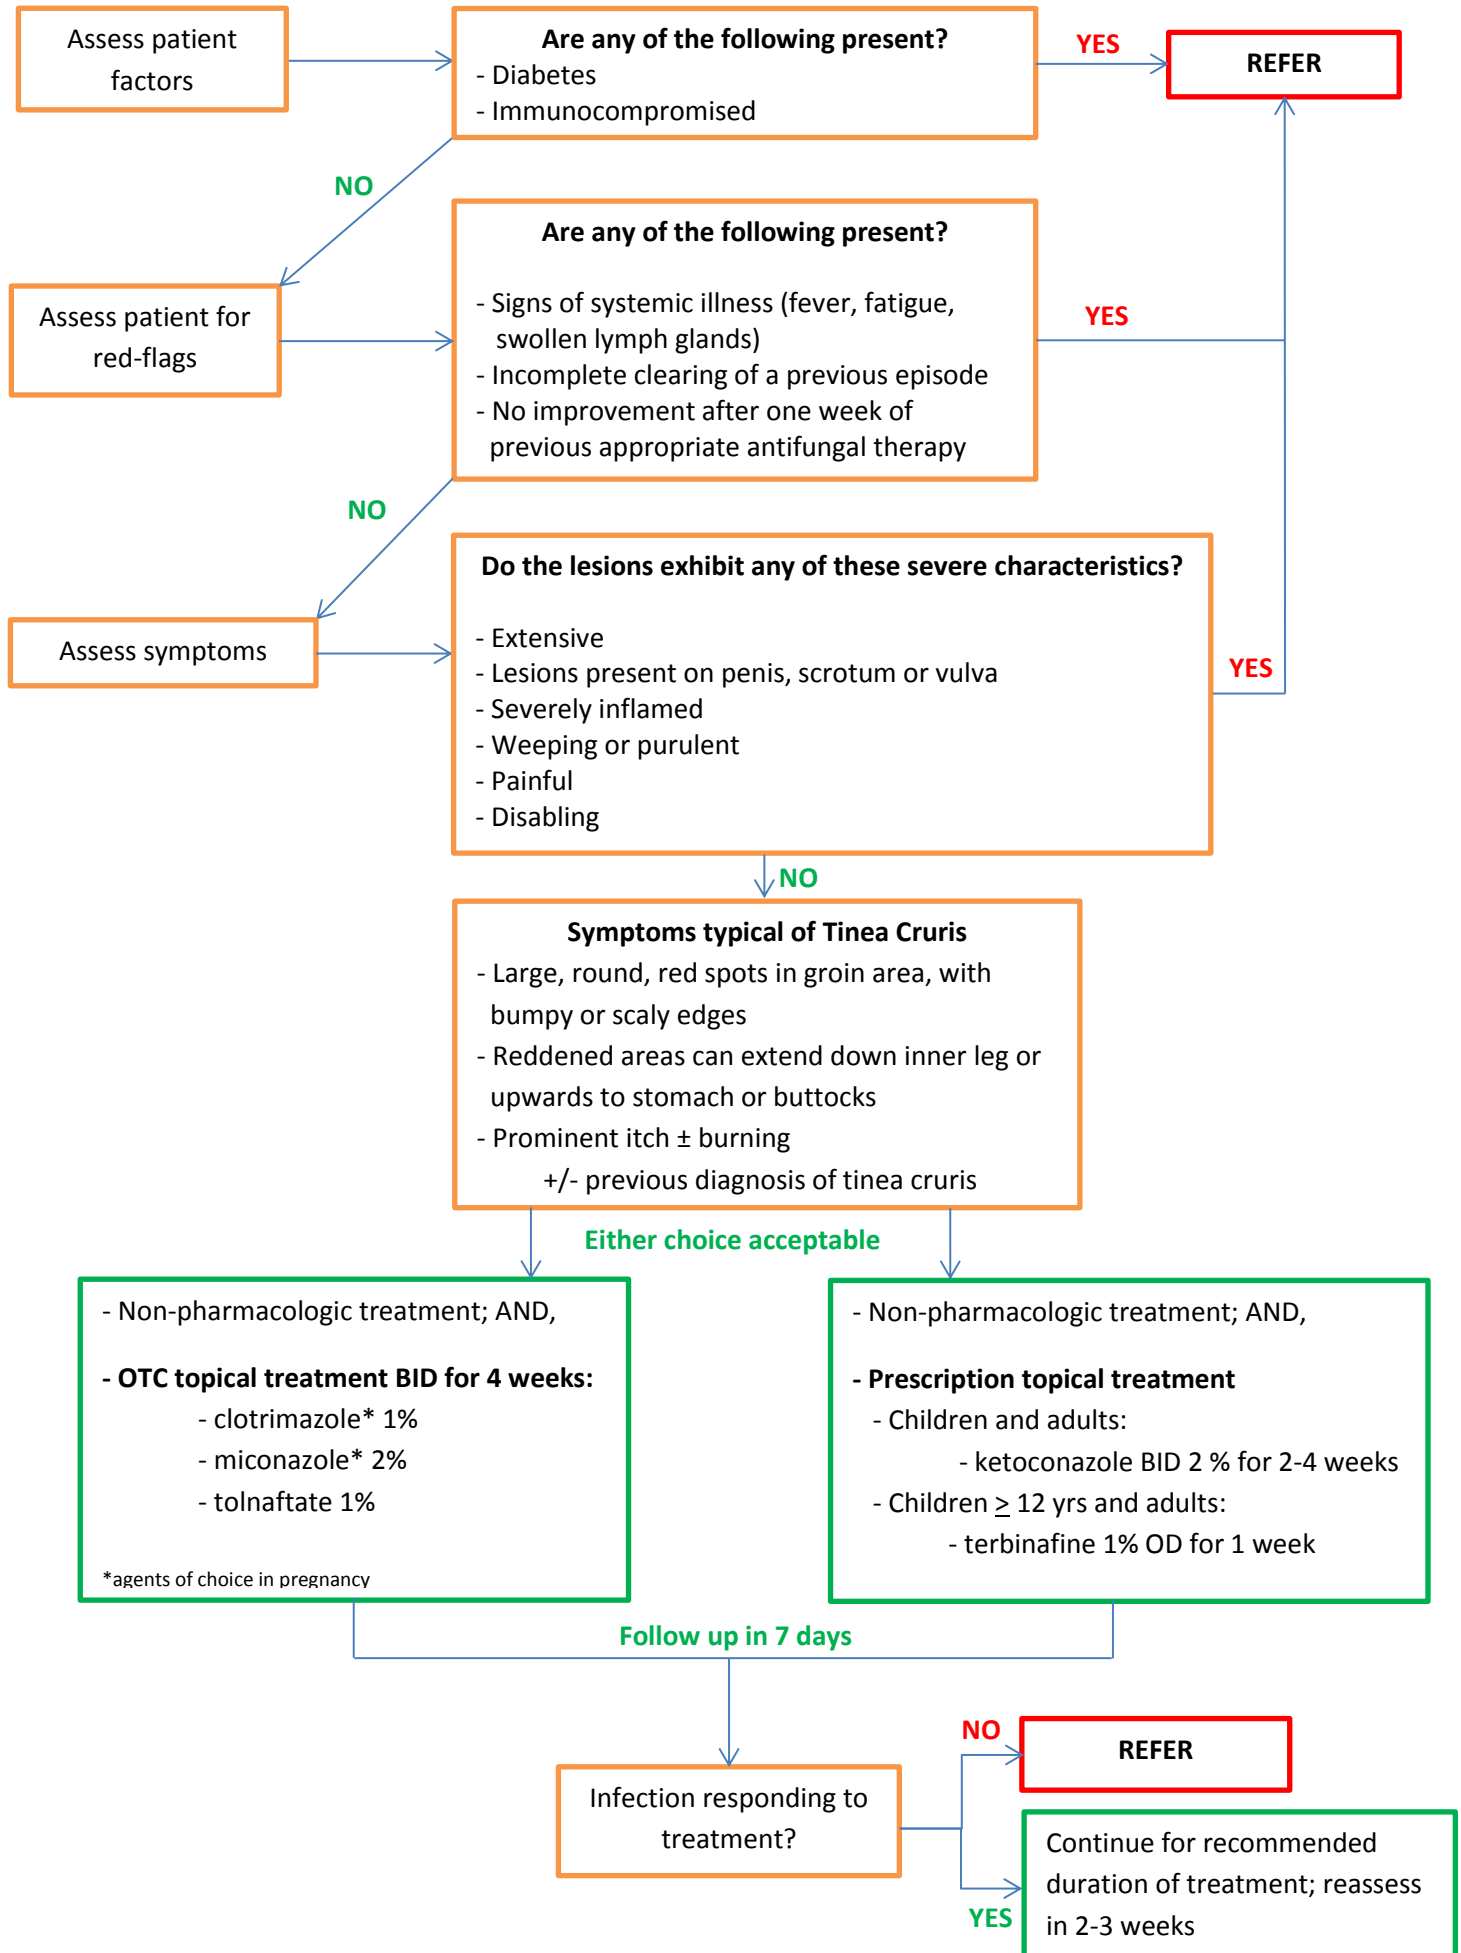 Assess patient
factors
Are any of the following present?
- Diabetes
- Immunocompromised
YES
REFER
NO
Assess patient for
red-flags
Are any of the following present?
- Signs of systemic illness (fever, fatigue,
swollen lymph glands)
- Incomplete clearing of a previous episode
- No improvement after one week of
previous appropriate antifungal therapy
YES
NO
Assess symptoms
Do the lesions exhibit any of these severe characteristics?
- Extensive
- Lesions present on penis, scrotum or vulva
- Severely inflamed
- Weeping or purulent
- Painful
- Disabling
YES
NO
Symptoms typical of Tinea Cruris
- Large, round, red spots in groin area, with
bumpy or scaly edges
- Reddened areas can extend down inner leg or
upwards to stomach or buttocks
- Prominent itch ± burning
+/- previous diagnosis of tinea cruris
Either choice acceptable
- Non-pharmacologic treatment; AND,
- OTC topical treatment BID for 4 weeks:
- clotrimazole* 1%
- miconazole* 2%
- tolnaftate 1%
*agents of choice in pregnancy
- Non-pharmacologic treatment; AND,
- Prescription topical treatment
- Children and adults:
- ketoconazole BID 2 % for 2-4 weeks
- Children ≥ 12 yrs and adults:
- terbinafine 1% OD for 1 week
Follow up in 7 days
Infection responding to
treatment?
NO
REFER
YES
Continue for recommended
duration of treatment; reassess
in 2-3 weeks